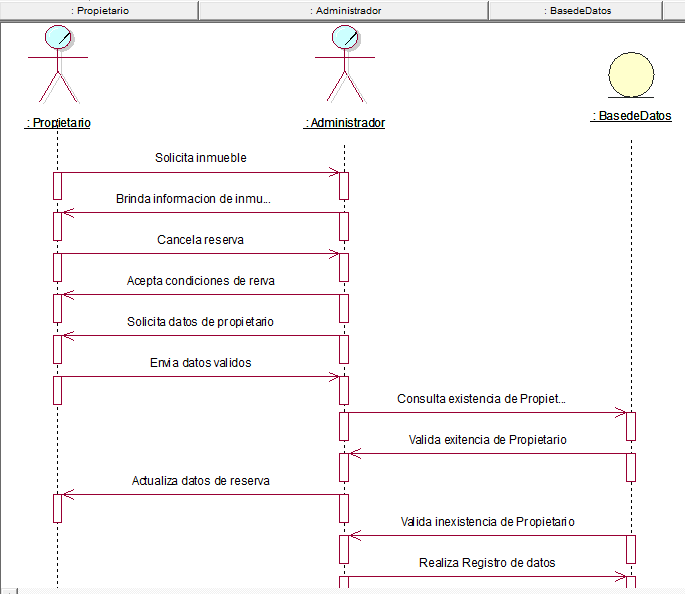 : Propietario
: Administrador
: BasedeDatos
: Propietario
: Administrador
: BasedeDatos
Solicita inmueble
Brinda informacion de inmu...
Cancela reserva
Acepta condiciones de rerva
Solicita datos de propietario
Envia datos validos
Consulta existencia de Propiet...
Valida exitencia de Propietario
Actualiza datos de reserva
Valida inexistencia de Propietario
Realiza Registro de datos